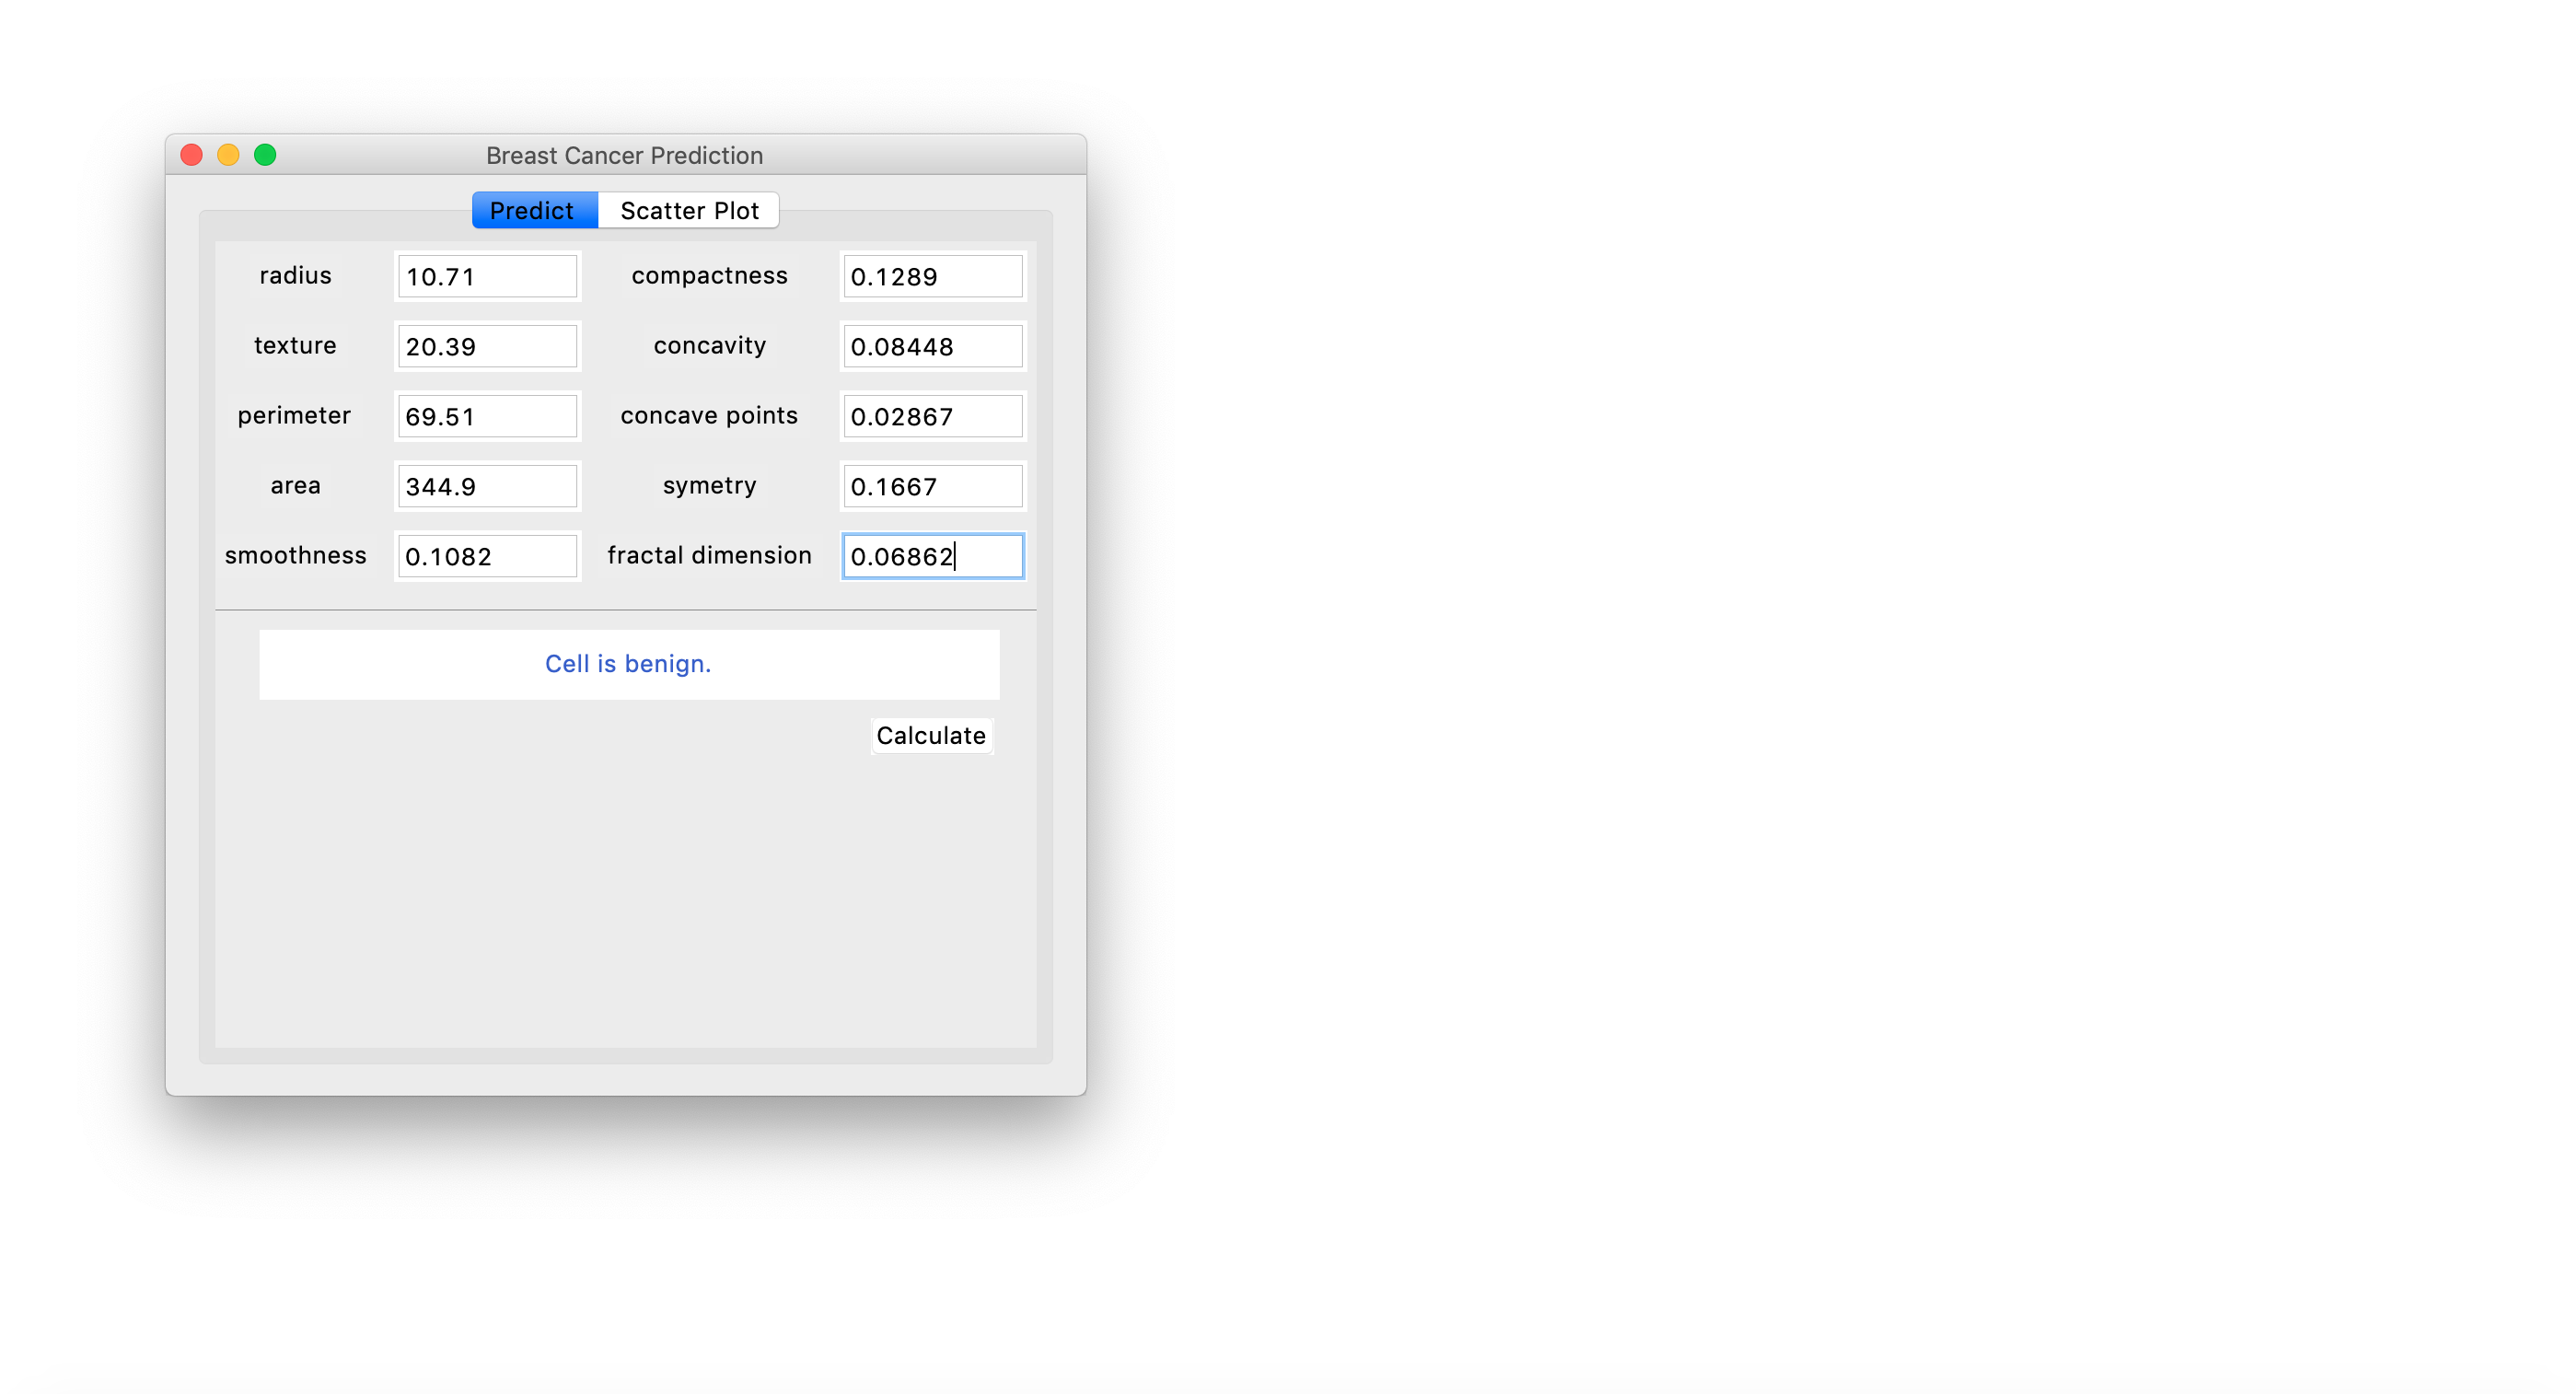 Breast Cancer Prediction
Predict Scatter Plot
radius 10.71 compactness 0.1289
texture 20.39 concavity 0.08448
perimeter 69.51 concave points 0.02867
area 344.9 symetry 0.1667
smoothness 0.1082 fractal dimension 0.06862
Cell is benign.
Calculate